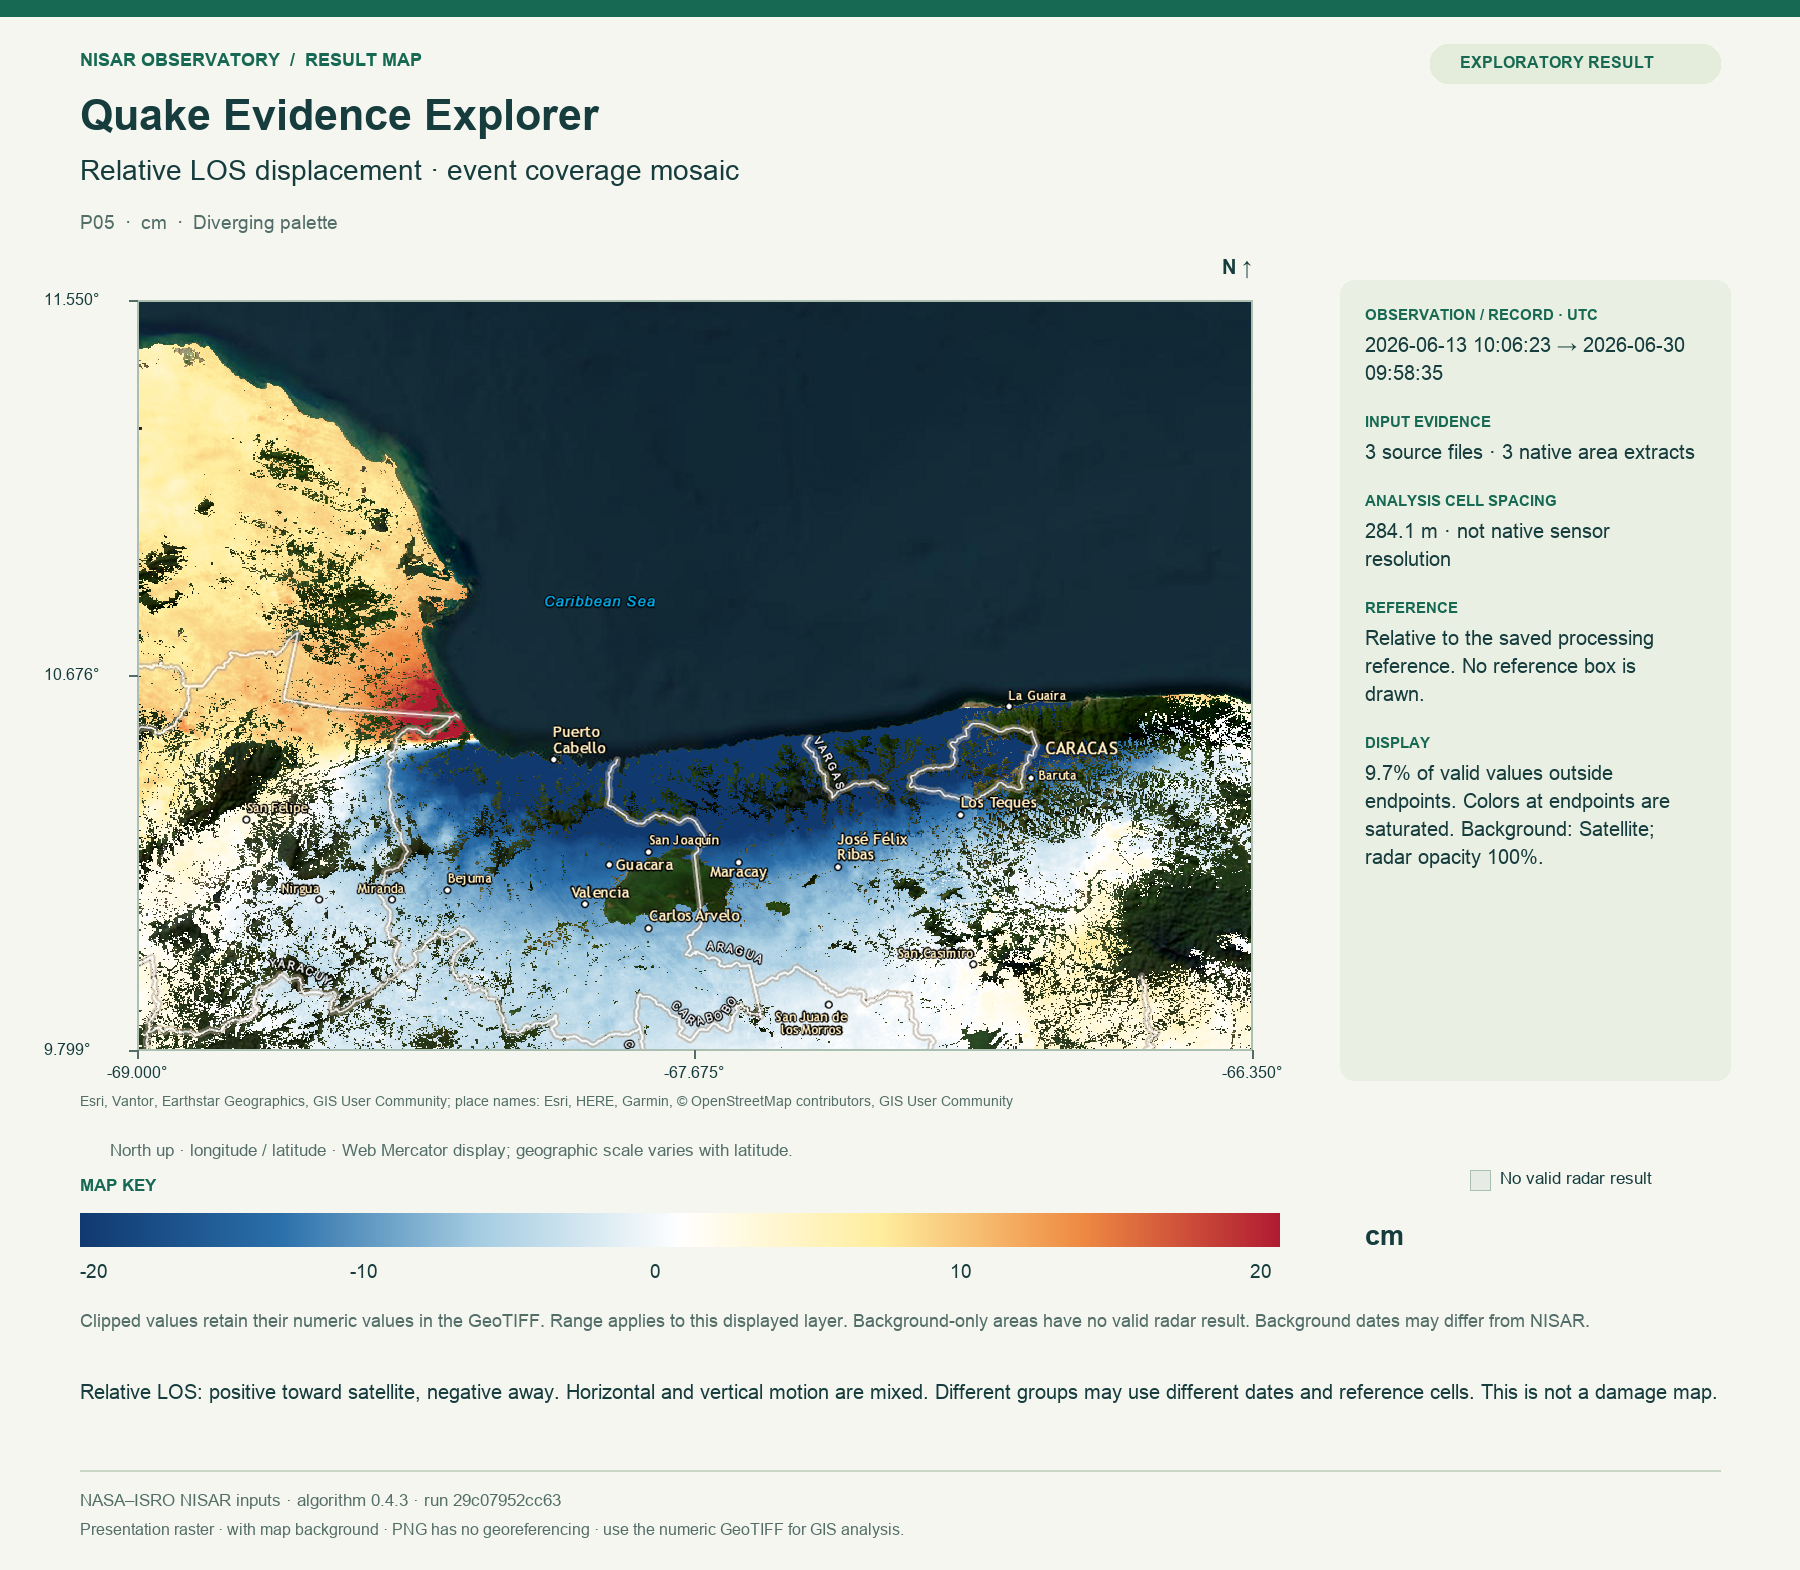 NISAR OBSERVATORY / RESULT MAP
EXPLORATORY RESULT
Quake Evidence Explorer
Relative LOS displacement · event coverage mosaic
P05 · cm · Diverging palette
N ↑
11.550°
10.676°
9.799°
-69.000°
-67.675°
-66.350°
Caribbean Sea
La Guaira
Puerto
Cabello
VARGAS
CARACAS
Baruta
Los Teques
San Felipe
San Joaquín
José Félix
Ribas
Guacara
Maracay
Bejuma
Nirgua
Miranda
Valencia
Carlos Arvelo
ARAGUA
San Casimiro
YARACUY
CARABOBO
San Juan de
los Morros
G
OBSERVATION / RECORD · UTC
2026-06-13 10:06:23 → 2026-06-30
09:58:35
INPUT EVIDENCE
3 source files · 3 native area extracts
ANALYSIS CELL SPACING
284.1 m · not native sensor
resolution
REFERENCE
Relative to the saved processing
reference. No reference box is
drawn.
DISPLAY
9.7% of valid values outside
endpoints. Colors at endpoints are
saturated. Background: Satellite;
radar opacity 100%.
Esri, Vantor, Earthstar Geographics, GIS User Community; place names: Esri, HERE, Garmin, © OpenStreetMap contributors, GIS User Community
North up · longitude / latitude · Web Mercator display; geographic scale varies with latitude.
MAP KEY
No valid radar result
cm
-20 -10 0 10 20
Clipped values retain their numeric values in the GeoTIFF. Range applies to this displayed layer. Background-only areas have no valid radar result. Background dates may differ from NISAR.
Relative LOS: positive toward satellite, negative away. Horizontal and vertical motion are mixed. Different groups may use different dates and reference cells. This is not a damage map.
NASA–ISRO NISAR inputs · algorithm 0.4.3 · run 29c07952cc63
Presentation raster · with map background · PNG has no georeferencing · use the numeric GeoTIFF for GIS analysis.